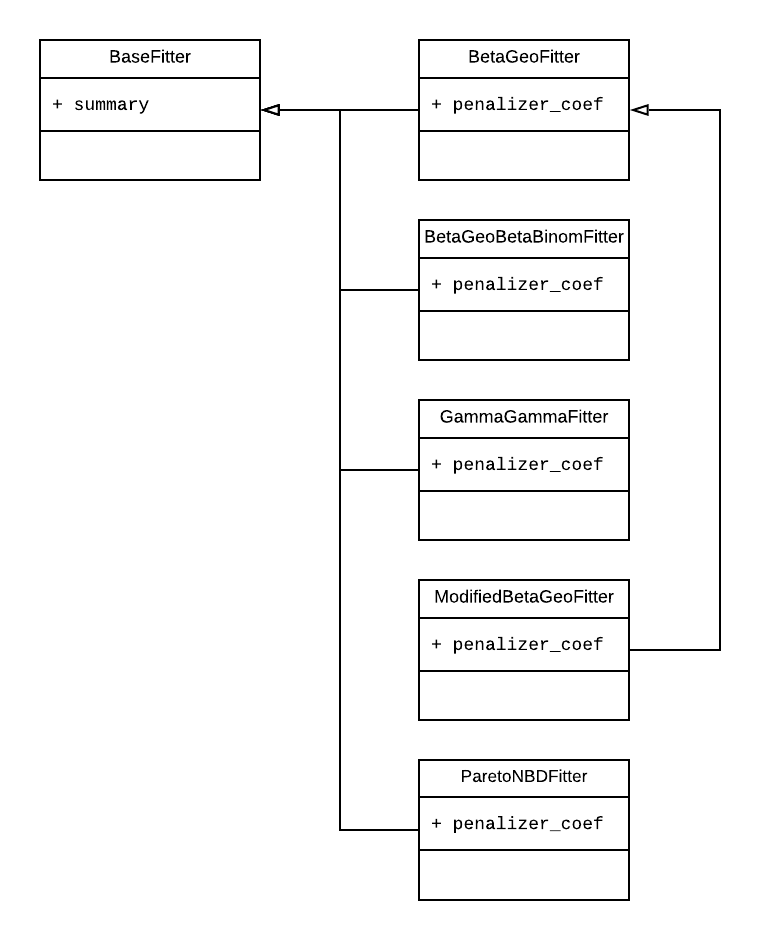 BaseFitter
+ summary
BetaGeoFitter
+ penalizer_coef
BetaGeoBetaBinomFitter
+ penalizer_coef
GammaGammaFitter
+ penalizer_coef
ModifiedBetaGeoFitter
+ penalizer_coef
ParetoNBDFitter
+ penalizer_coef